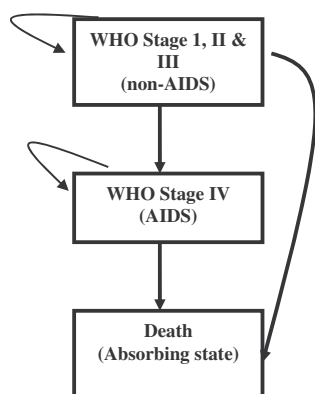 WHO Stage 1, II &
III
(non-AIDS)
WHO Stage IV
(AIDS)
Death
(Absorbing state)